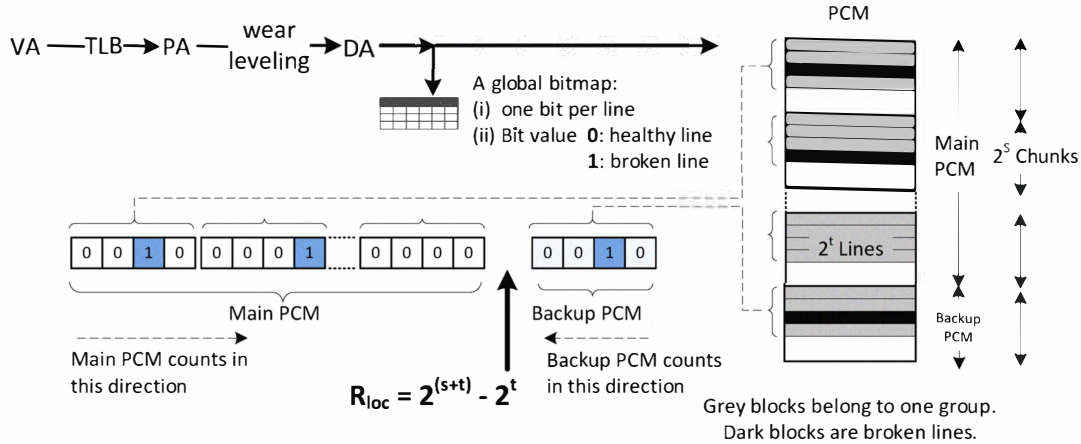 PCM
VA TLB PA wear leveling DA
A global bitmap:
(i) one bit per line
(ii) Bit value 0: healthy line
1: broken line
Main PCM
2^S Chunks
0 0 1 0 0 0 0 1 0 0 0 0 0 0 1 0
2^t Lines
Main PCM
Backup PCM
Backup PCM
Main PCM counts in
this direction
Backup PCM counts
in this direction
R_loc = 2^(s+t) - 2^t
Grey blocks belong to one group.
Dark blocks are broken lines.